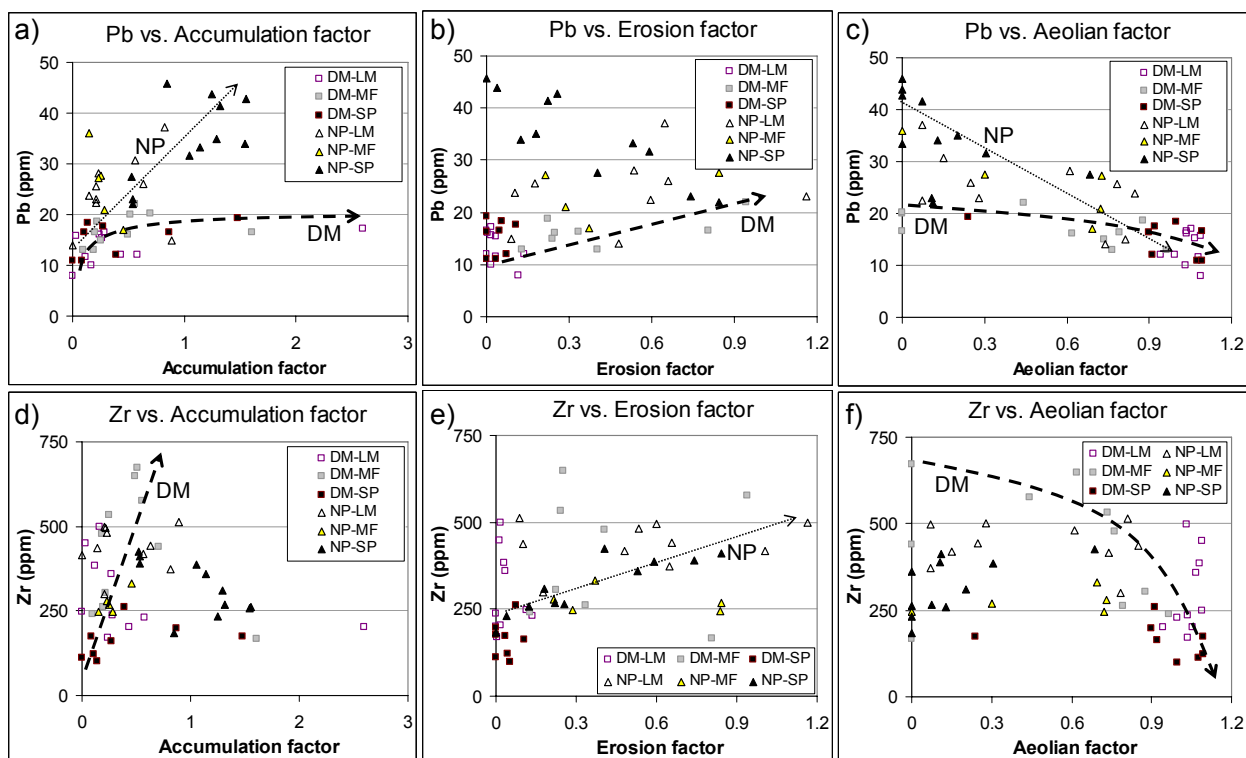 a)
Pb vs. Accumulation factor
50
40
30
20
10
0
Pb (ppm)
DM-LM
DM-MF
DM-SP
NP-LM
NP-MF
NP-SP
NP
DM
0 1 2 3
Accumulation factor
b)
Pb vs. Erosion factor
50
40
30
20
10
0
Pb (ppm)
DM-LM
DM-MF
DM-SP
NP-LM
NP-MF
NP-SP
DM
0 0.3 0.6 0.9 1.2
Erosion factor
c)
Pb vs. Aeolian factor
50
40
30
20
10
0
Pb (ppm)
DM-LM
DM-MF
DM-SP
NP-LM
NP-MF
NP-SP
NP
DM
0 0.3 0.6 0.9 1.2
Aeolian factor
d)
Zr vs. Accumulation factor
750
500
250
0
Zr (ppm)
DM-LM
DM-MF
DM-SP
NP-LM
NP-MF
NP-SP
DM
0 1 2 3
Accumulation factor
e)
Zr vs. Erosion factor
750
500
250
0
Zr (ppm)
NP
DM-LM DM-MF DM-SP
NP-LM NP-MF NP-SP
0 0.3 0.6 0.9 1.2
Erosion factor
f)
Zr vs. Aeolian factor
750
500
250
0
Zr (ppm)
DM-LM NP-LM
DM-MF NP-MF
DM-SP NP-SP
DM
0 0.3 0.6 0.9 1.2
Aeolian factor